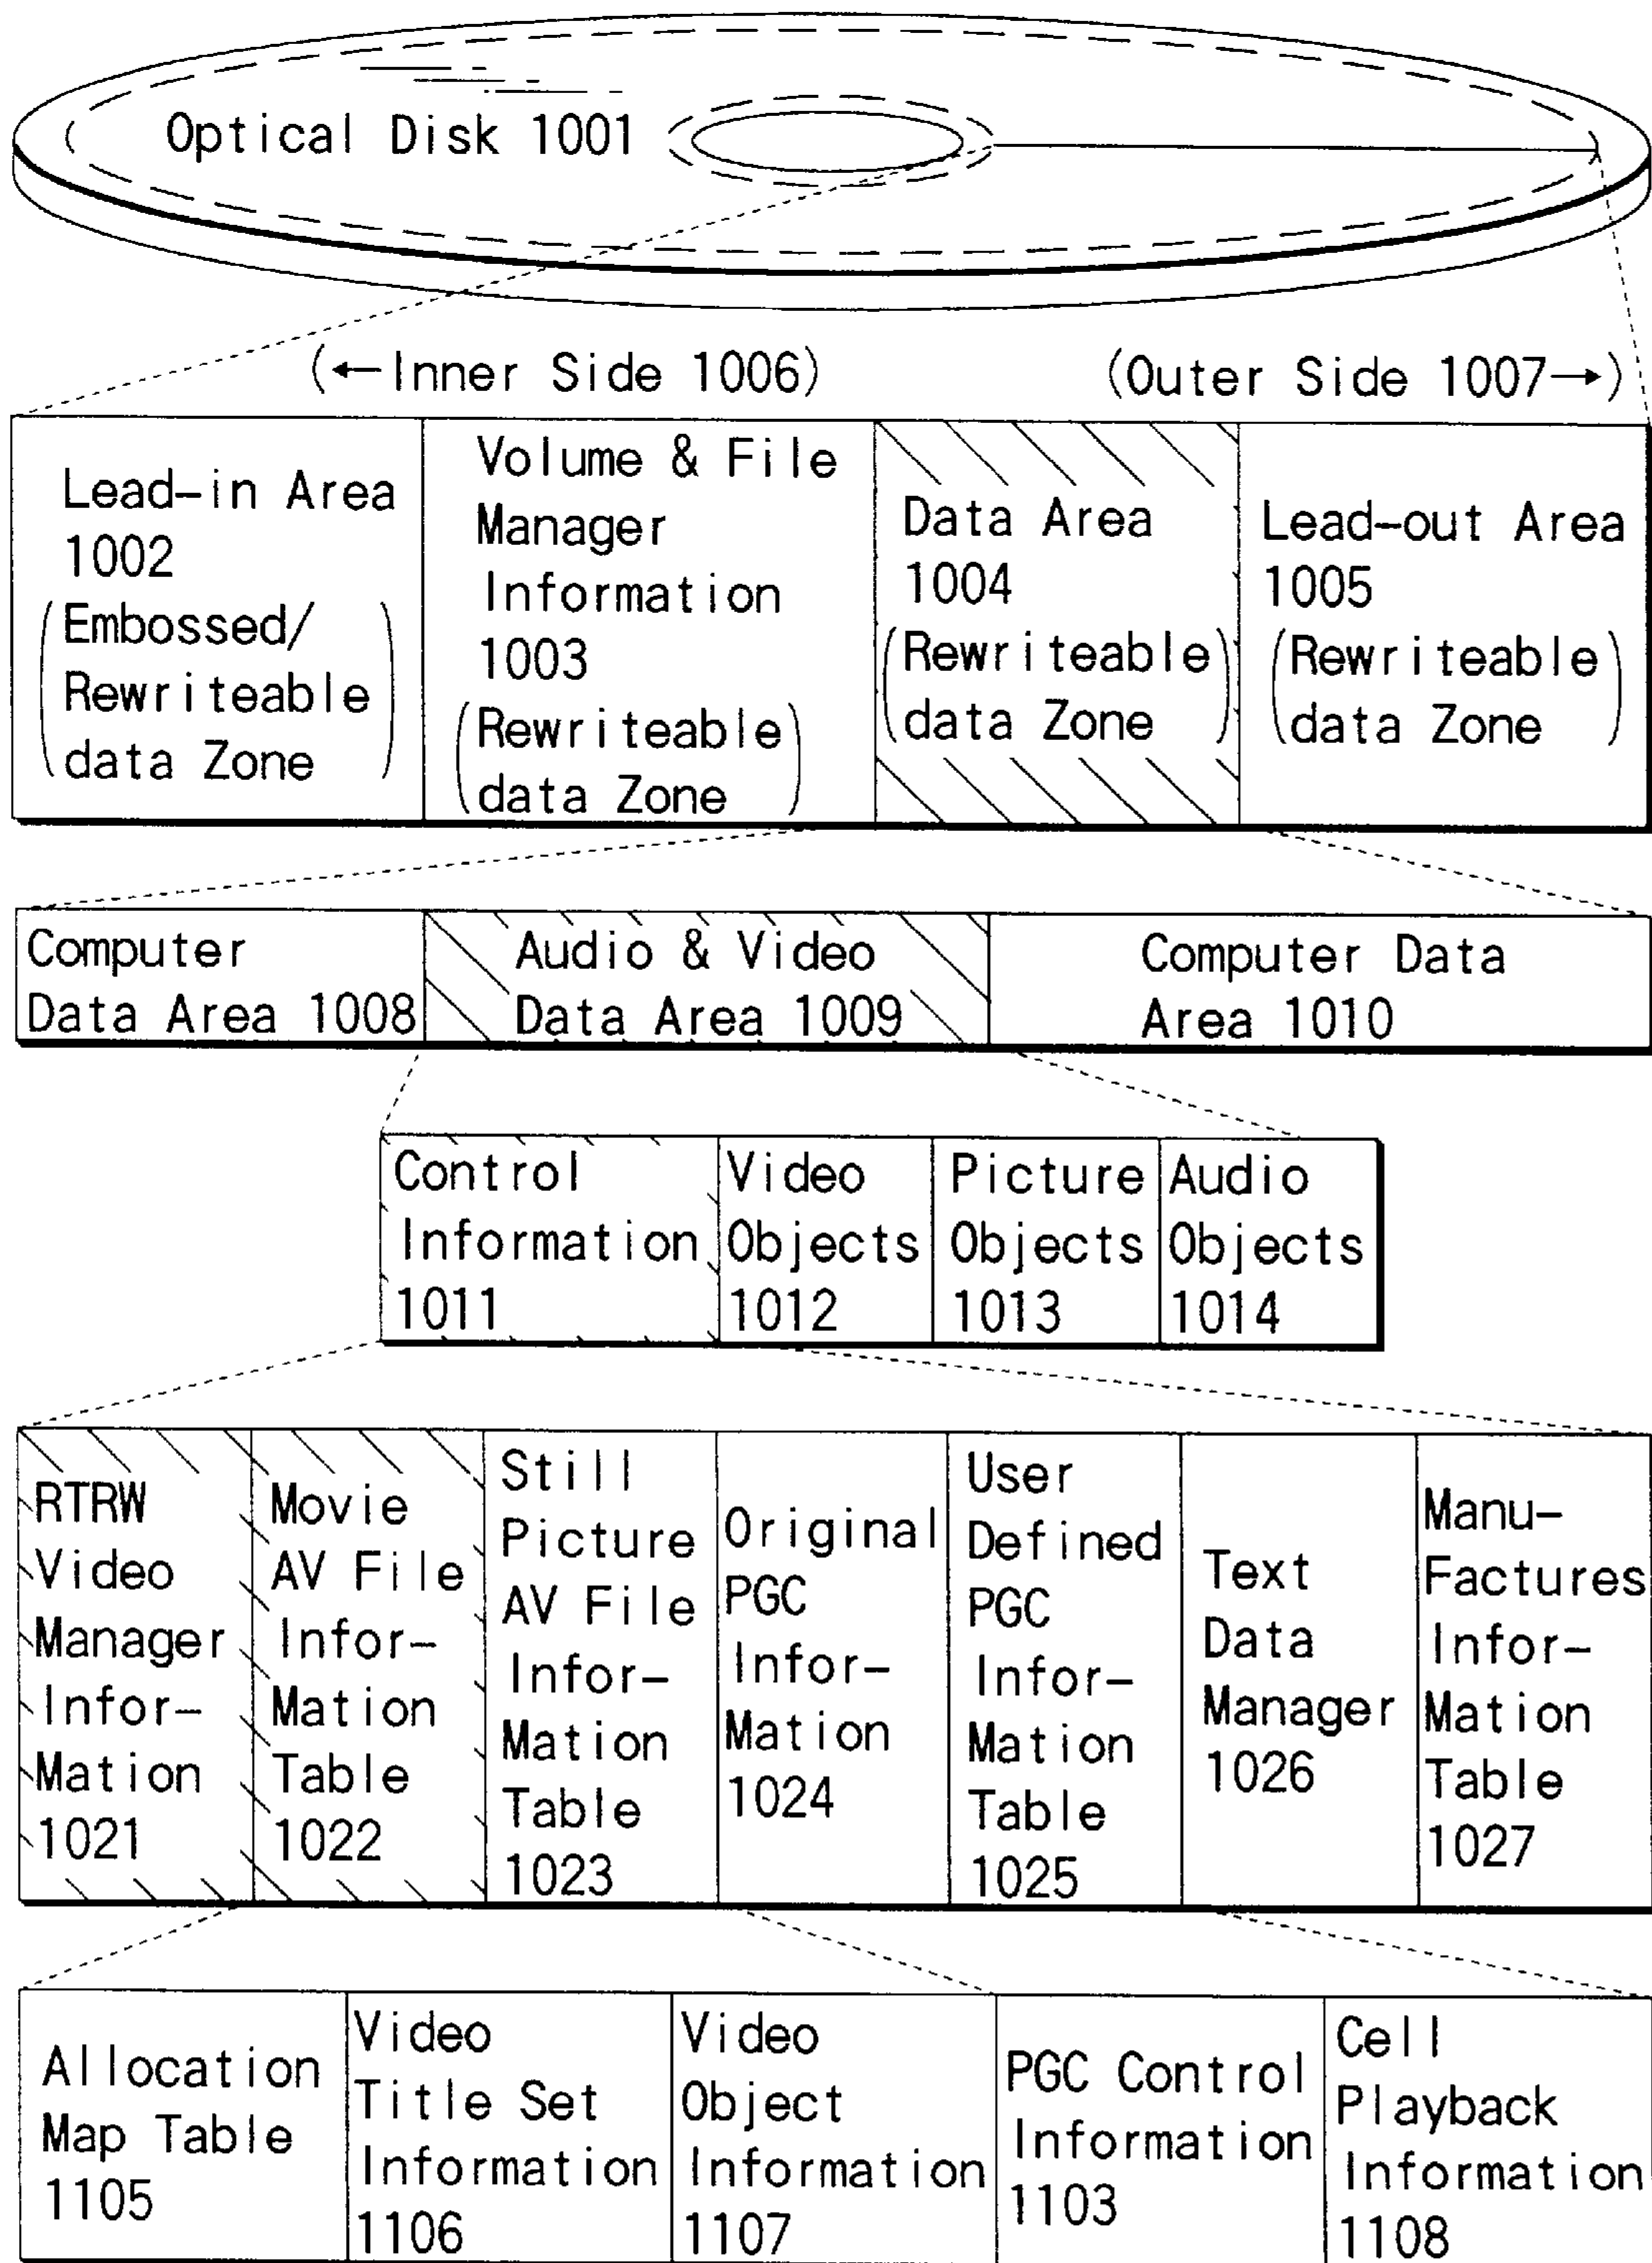 Optical Disk 1001
(←Inner Side 1006)
(Outer Side 1007→)
Lead-in Area
1002
(Embossed/
Rewriteable
data Zone)
Volume & File
Manager
Information
1003
(Rewriteable
data Zone)
Data Area
1004
(Rewriteable
data Zone)
Lead-out Area
1005
(Rewriteable
data Zone)
Computer
Data Area 1008
Audio & Video
Data Area 1009
Computer Data
Area 1010
Control
Information
1011
Video
Objects
1012
Picture
Objects
1013
Audio
Objects
1014
RTRW
Video
Manager
Infor-
Mation
1021
Movie
AV File
Infor-
Mation
Table
1022
Still
Picture
AV File
Infor-
Mation
Table
1023
Original
PGC
Infor-
Mation
1024
User
Defined
PGC
Infor-
Mation
Table
1025
Text
Data
Manager
1026
Manu-
Factures
Infor-
Mation
Table
1027
Allocation
Map Table
1105
Video
Title Set
Information
1106
Video
Object
Information
1107
PGC Control
Information
1103
Cell
Playback
Information
1108